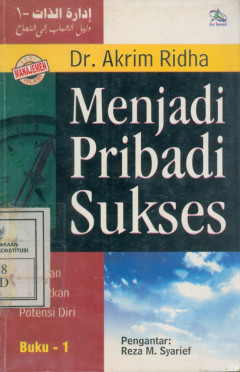 إدارة الذات - ١
دليل الشباب إلى النجاح
MANAJEMEN
Dr. Akrim Ridha
Menjadi
Pribadi
Sukses
Potensi Diri
Buku - 1
Pengantar:
Reza M. Syarief